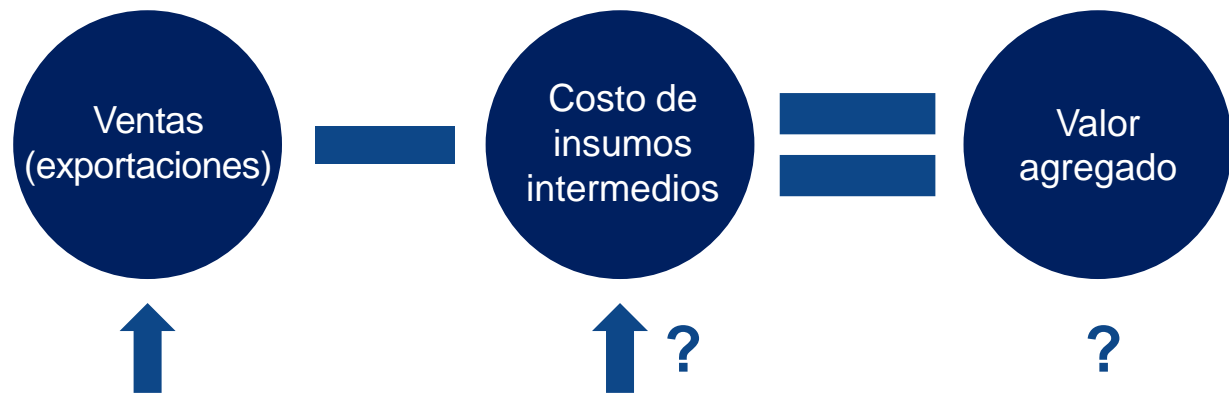 Ventas
(exportaciones)
Costo de
insumos
intermedios
Valor
agregado
?
?